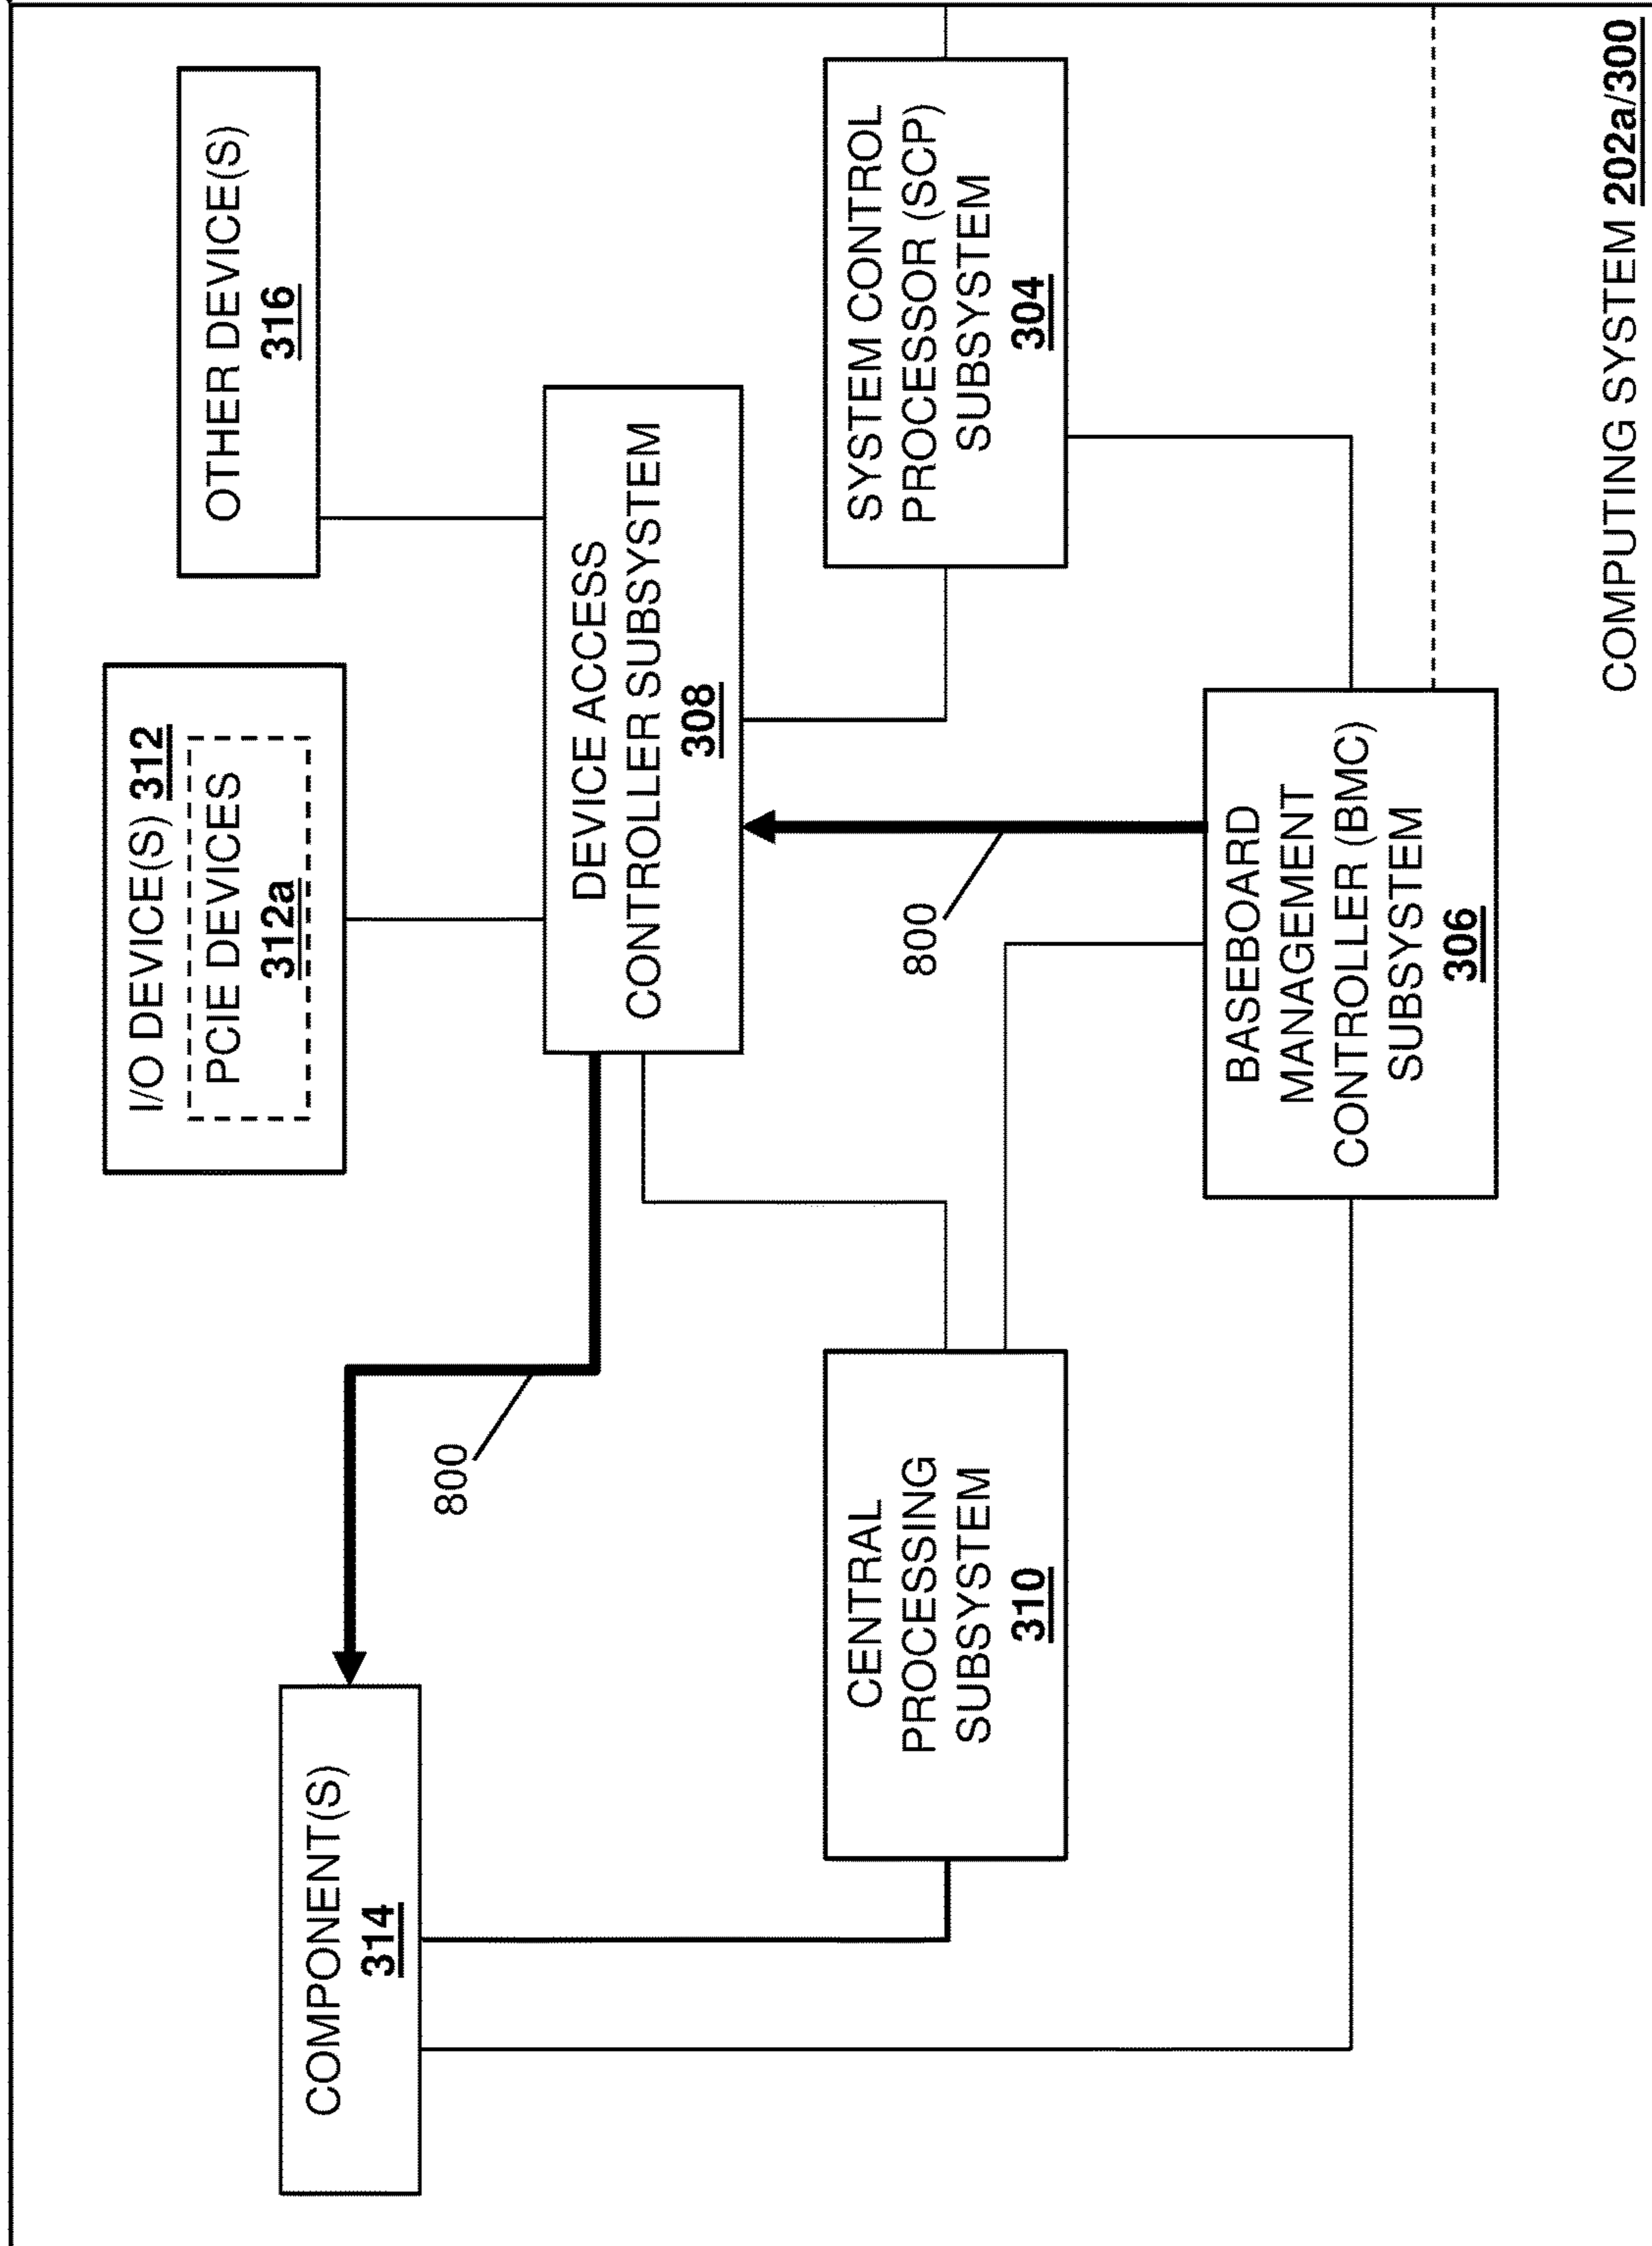 COMPONENT(S)
314
I/O DEVICE(S) 312
PCIE DEVICES
312a
OTHER DEVICE(S)
316
800
DEVICE ACCESS
CONTROLLER SUBSYSTEM
308
CENTRAL
PROCESSING
SUBSYSTEM
310
800
SYSTEM CONTROL
PROCESSOR (SCP)
SUBSYSTEM
304
BASEBOARD
MANAGEMENT
CONTROLLER (BMC)
SUBSYSTEM
306
COMPUTING SYSTEM 202a/300